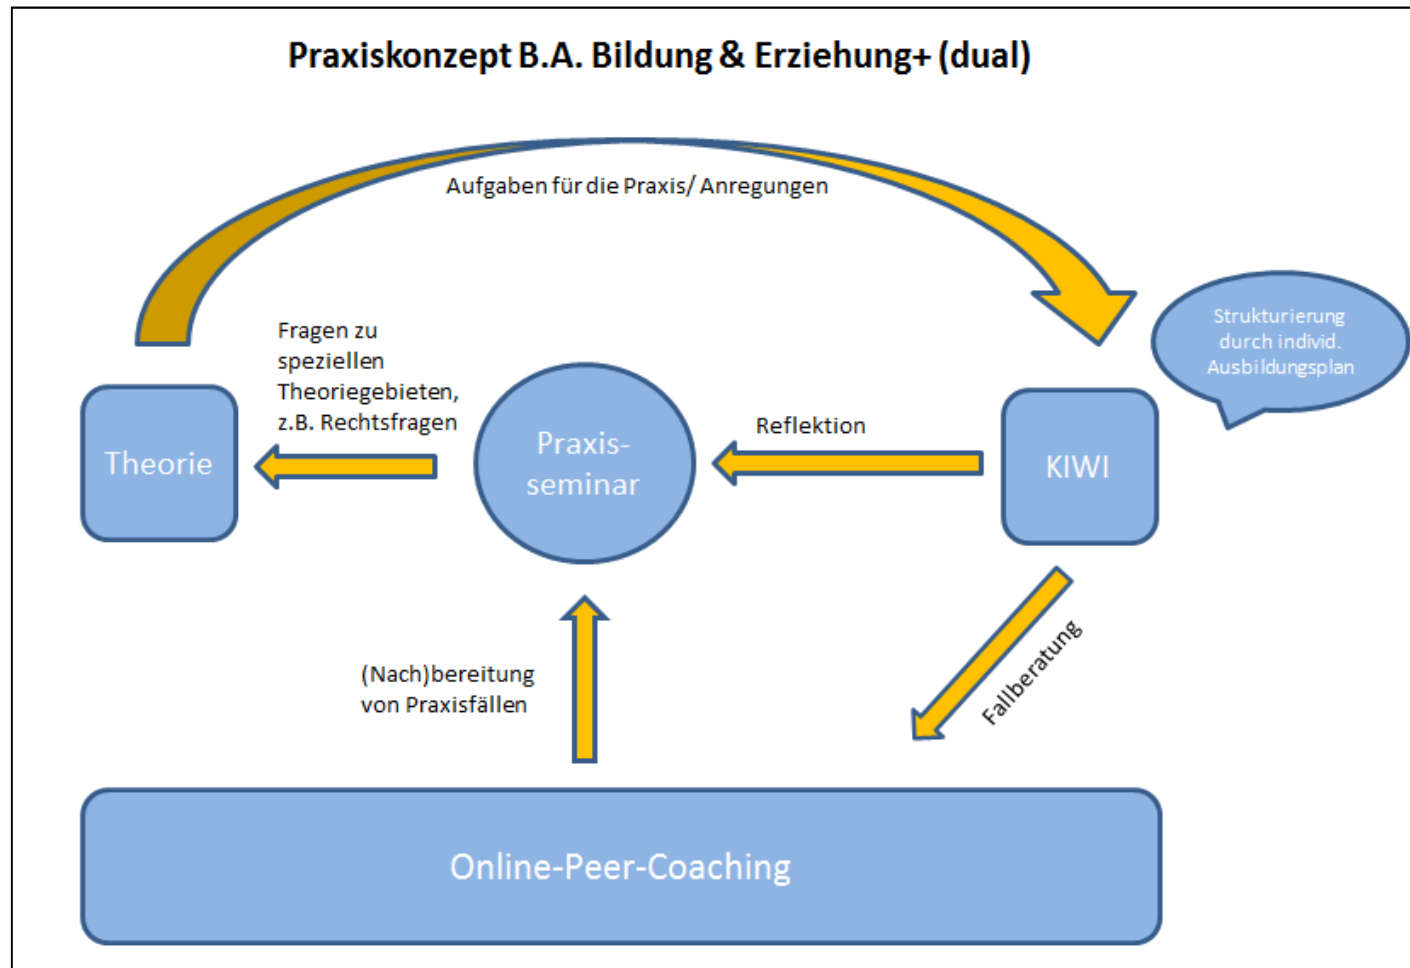 Praxiskonzept B.A. Bildung & Erziehung+ (dual)
Aufgaben für die Praxis/ Anregungen
Strukturierung
durch individ.
Ausbildungsplan
Fragen zu
speziellen
Theoriegebieten,
z.B. Rechtsfragen
Theorie
Praxis-
seminar
Reflektion
KIWI
(Nach)bereitung
von Praxisfällen
Fallberatung
Online-Peer-Coaching